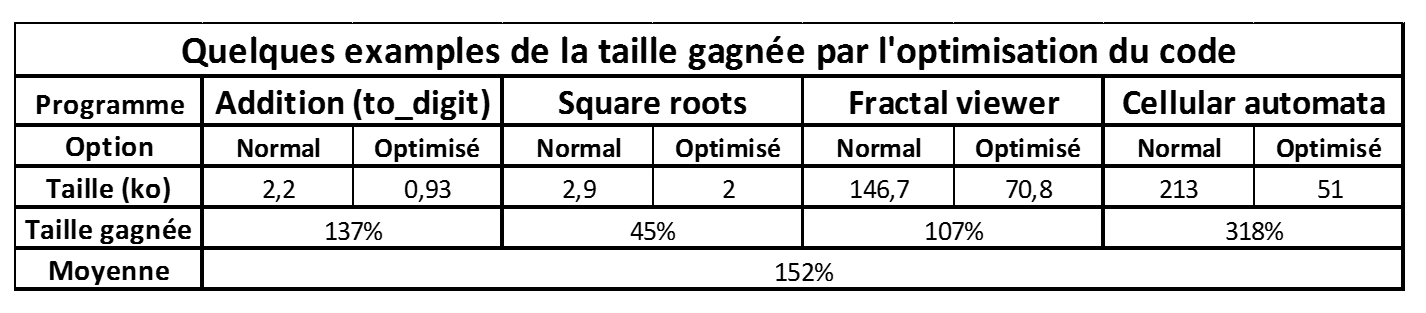 Quelques examples de la taille gagnée par l'optimisation du code
Programme Addition (to_digit) Square roots Fractal viewer Cellular automata
Option Normal Optimisé Normal Optimisé Normal Optimisé Normal Optimisé
Taille (ko) 2,2 0,93 2,9 2 146,7 70,8 213 51
Taille gagnée 137% 45% 107% 318%
Moyenne 152%